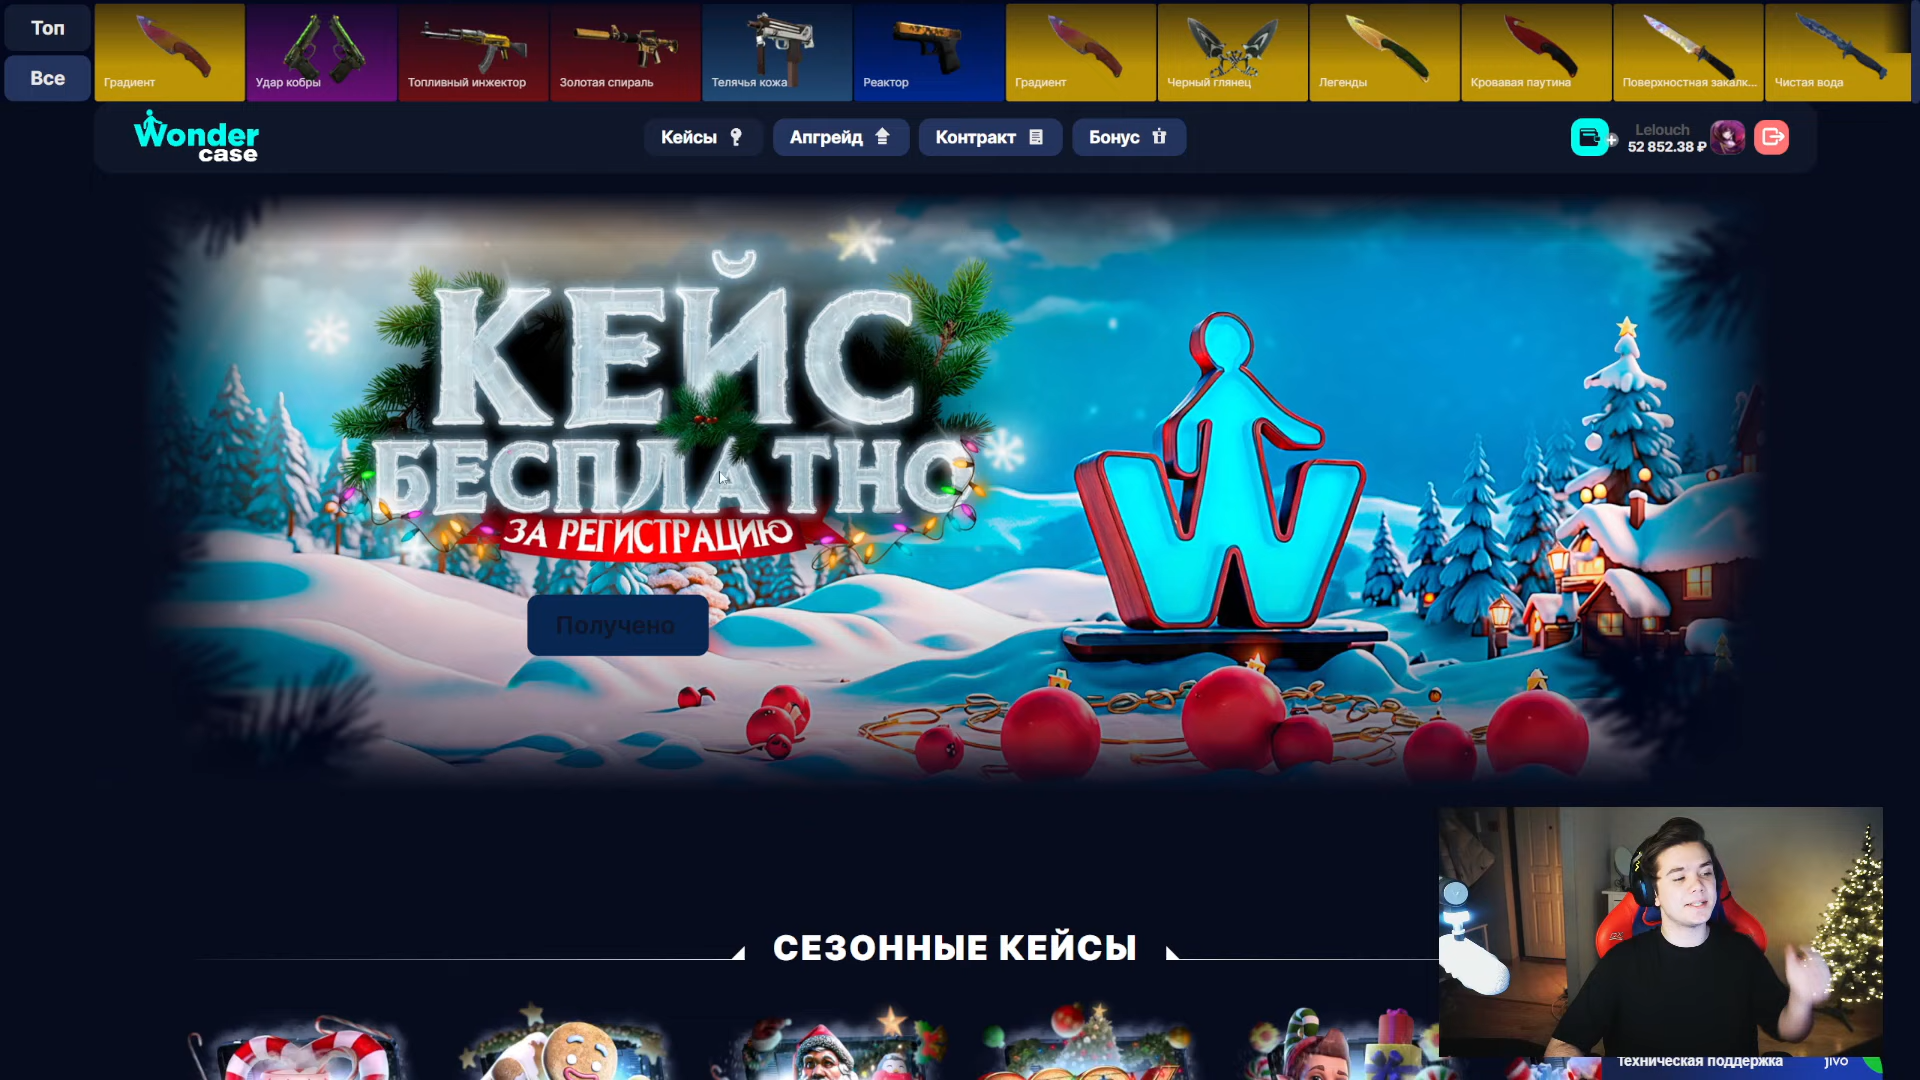 Топ
Все
Градиент
Удар кобры
Топливный инжектор
Золотая спираль
Телячья кожа
Реактор
Градиент
Черный глянец
Легенды
Кровавая паутина
Поверхностная закалк...
Чистая вода
Wonder
case
Кейсы
Апгрейд
Контракт
Бонус
Lelouch
52 852.38 ₽
КЕЙС
БЕСПЛАТНО
ЗА РЕГИСТРАЦИЮ
Получено
СЕЗОННЫЕ КЕЙСЫ
Техническая поддержка
jivo